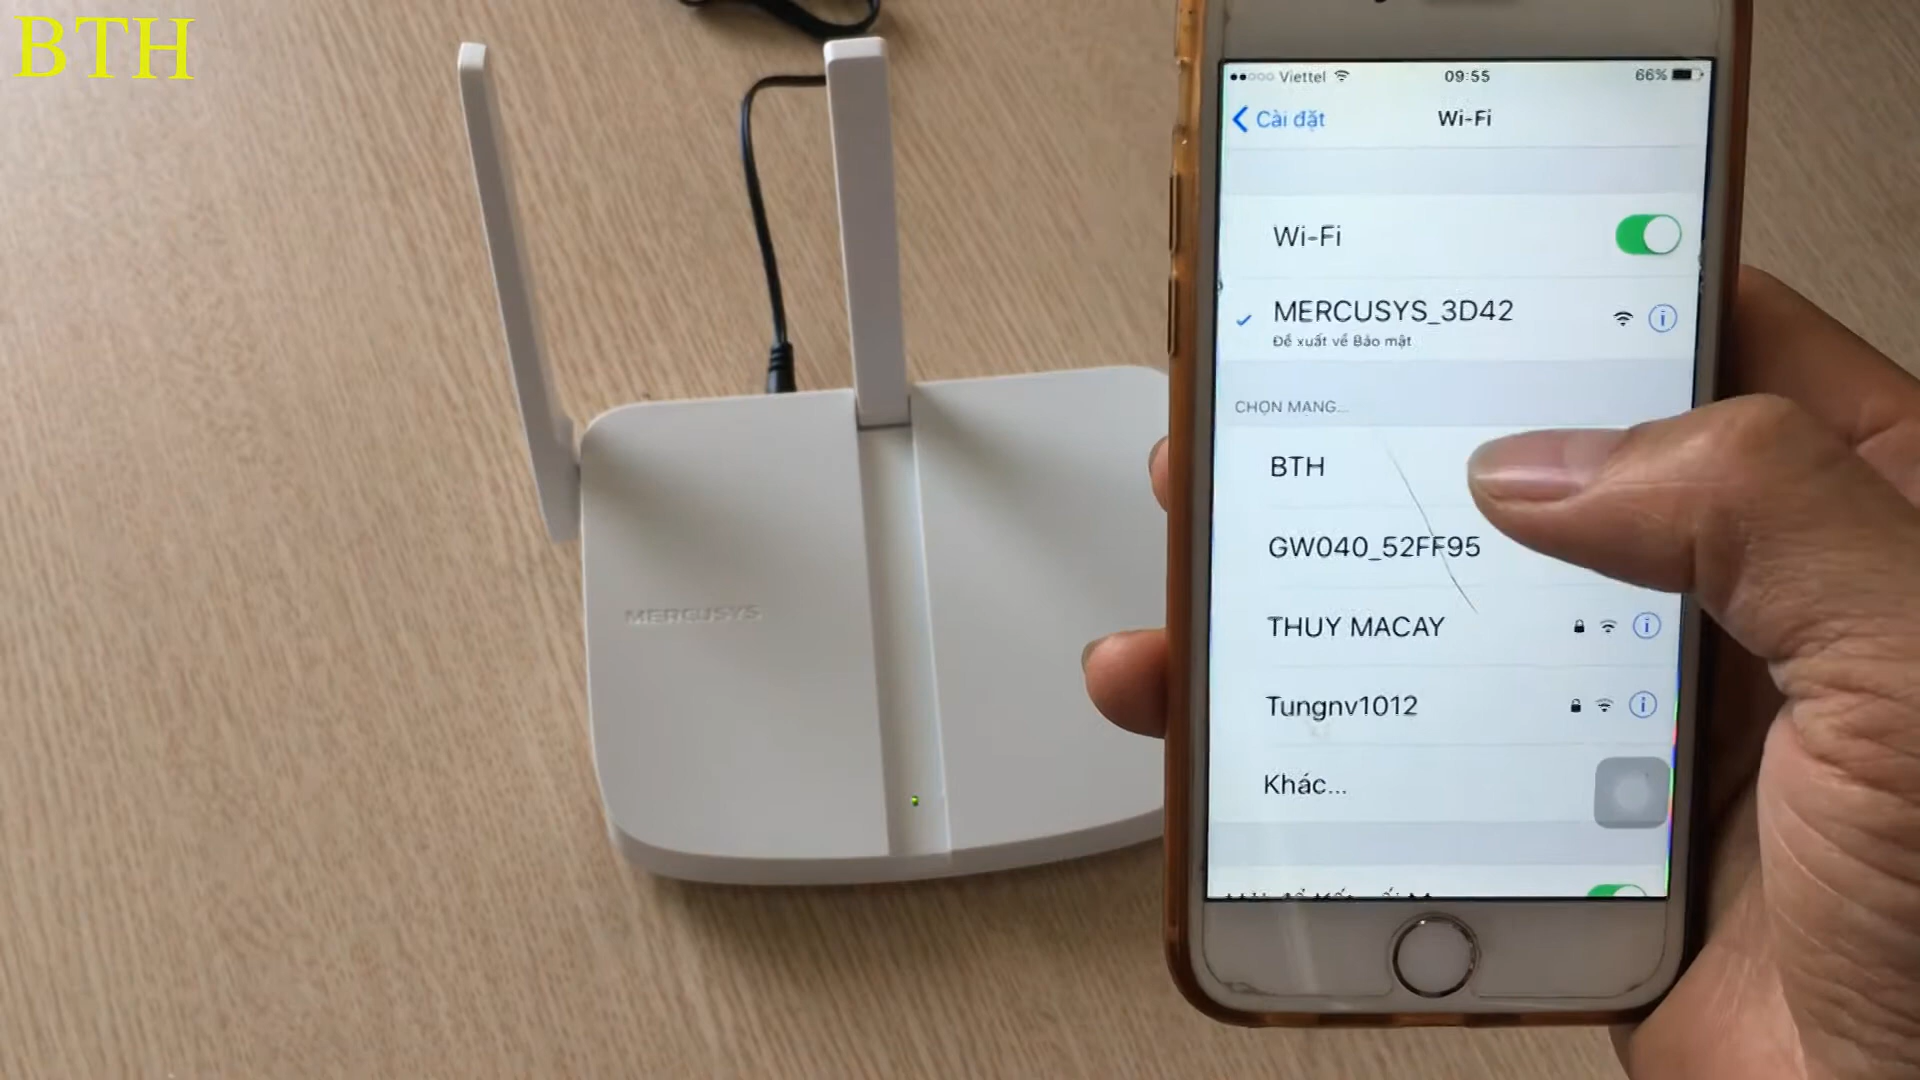 BTH
Viettel
09:55
66%
Cài đặt
Wi-Fi
Wi-Fi
MERCUSYS_3D42
Đề xuất về Bảo mật
CHỌN MẠNG...
BTH
GW040_52FF95
THUY MACAY
Tungnv1012
Khác...
MERCUSYS